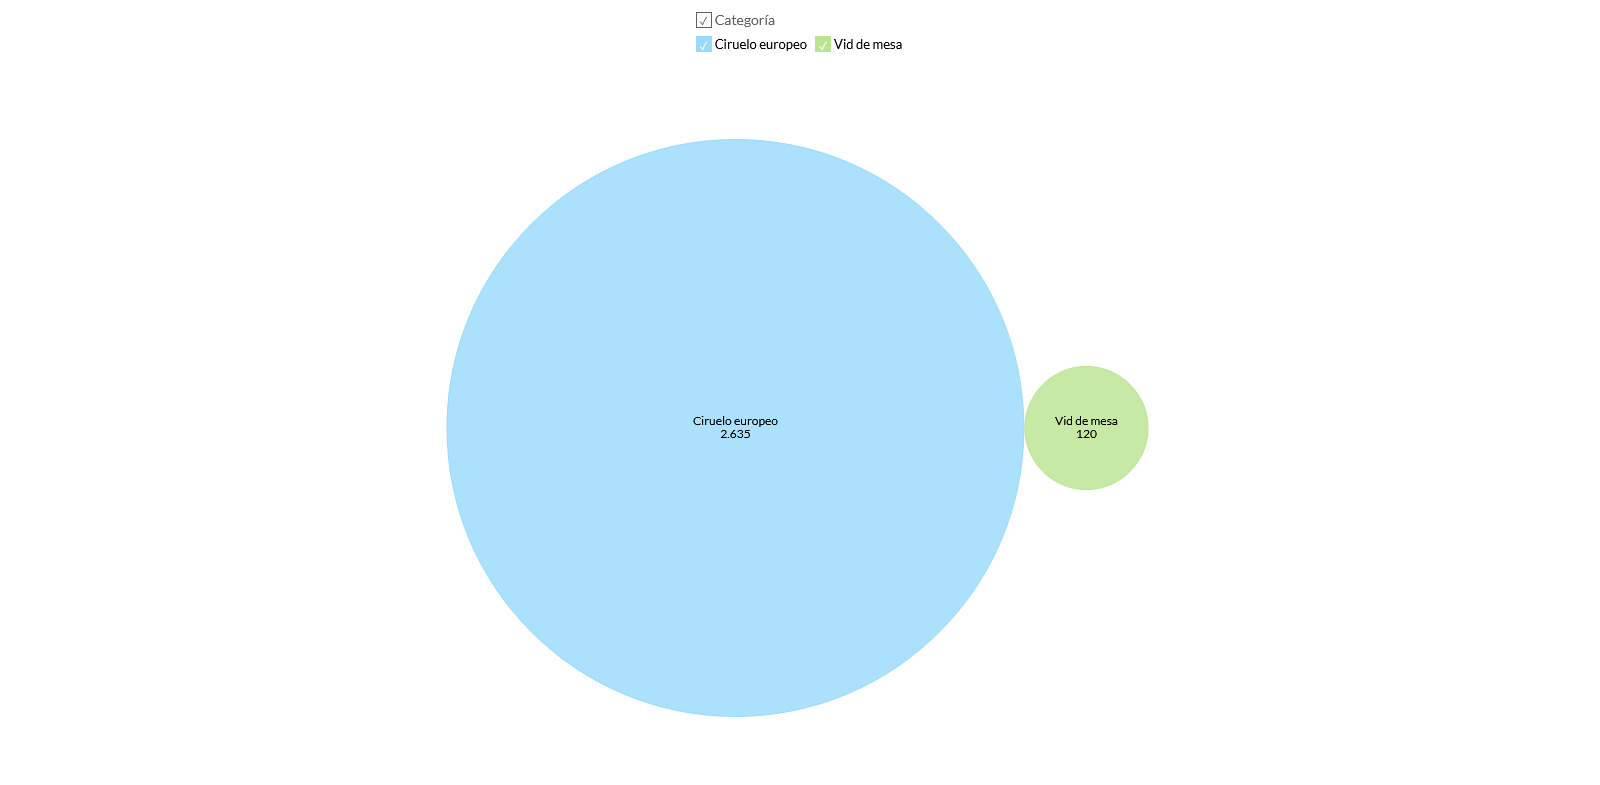 Categoría
Ciruelo europeo Vid de mesa
Ciruelo europeo
2.635
Vid de mesa
120